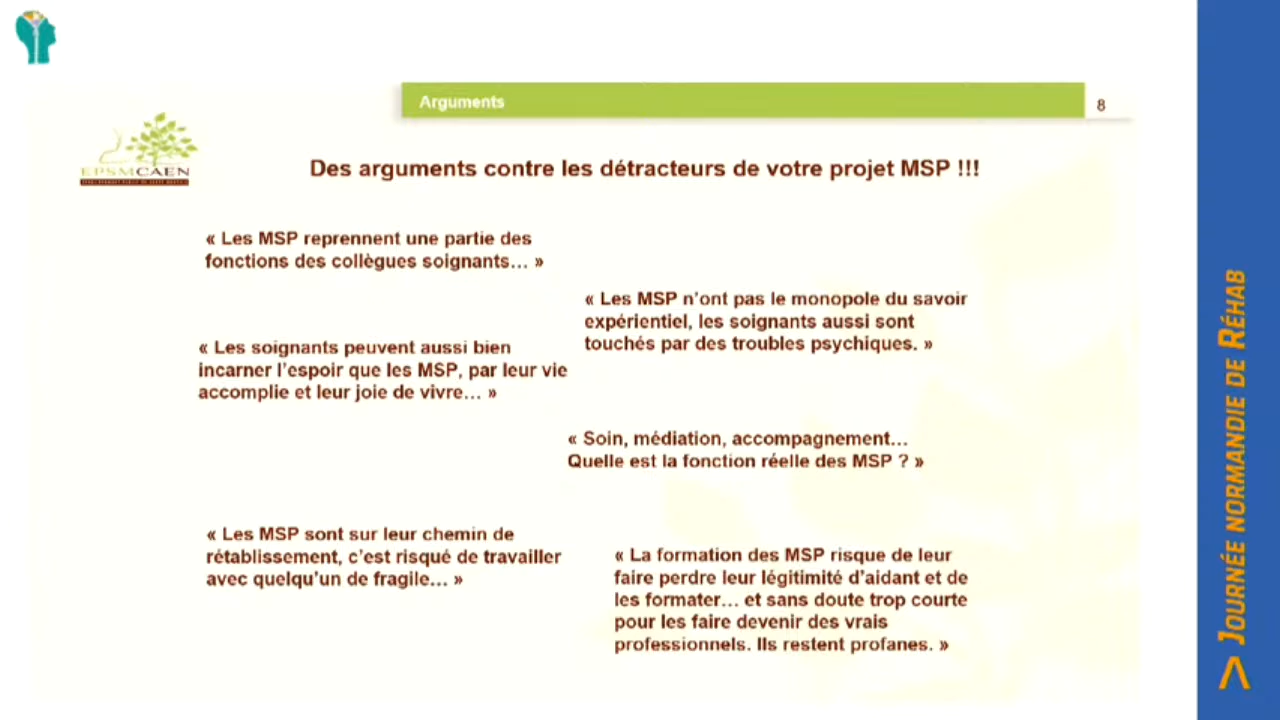 Arguments
8
EPSMCAEN
Des arguments contre les détracteurs de votre projet MSP !!!
« Les MSP reprennent une partie des
fonctions des collègues soignants... »
« Les MSP n'ont pas le monopole du savoir
expérientiel, les soignants aussi sont
touchés par des troubles psychiques. »
« Les soignants peuvent aussi bien
incarner l'espoir que les MSP, par leur vie
accomplie et leur joie de vivre... »
« Soin, médiation, accompagnement...
Quelle est la fonction réelle des MSP ? »
« Les MSP sont sur leur chemin de
rétablissement, c'est risqué de travailler
avec quelqu'un de fragile... »
« La formation des MSP risque de leur
faire perdre leur légitimité d'aidant et de
les formater... et sans doute trop courte
pour les faire devenir des vrais
professionnels. Ils restent profanes. »
> JOURNÉE NORMANDIE DE RÉHAB